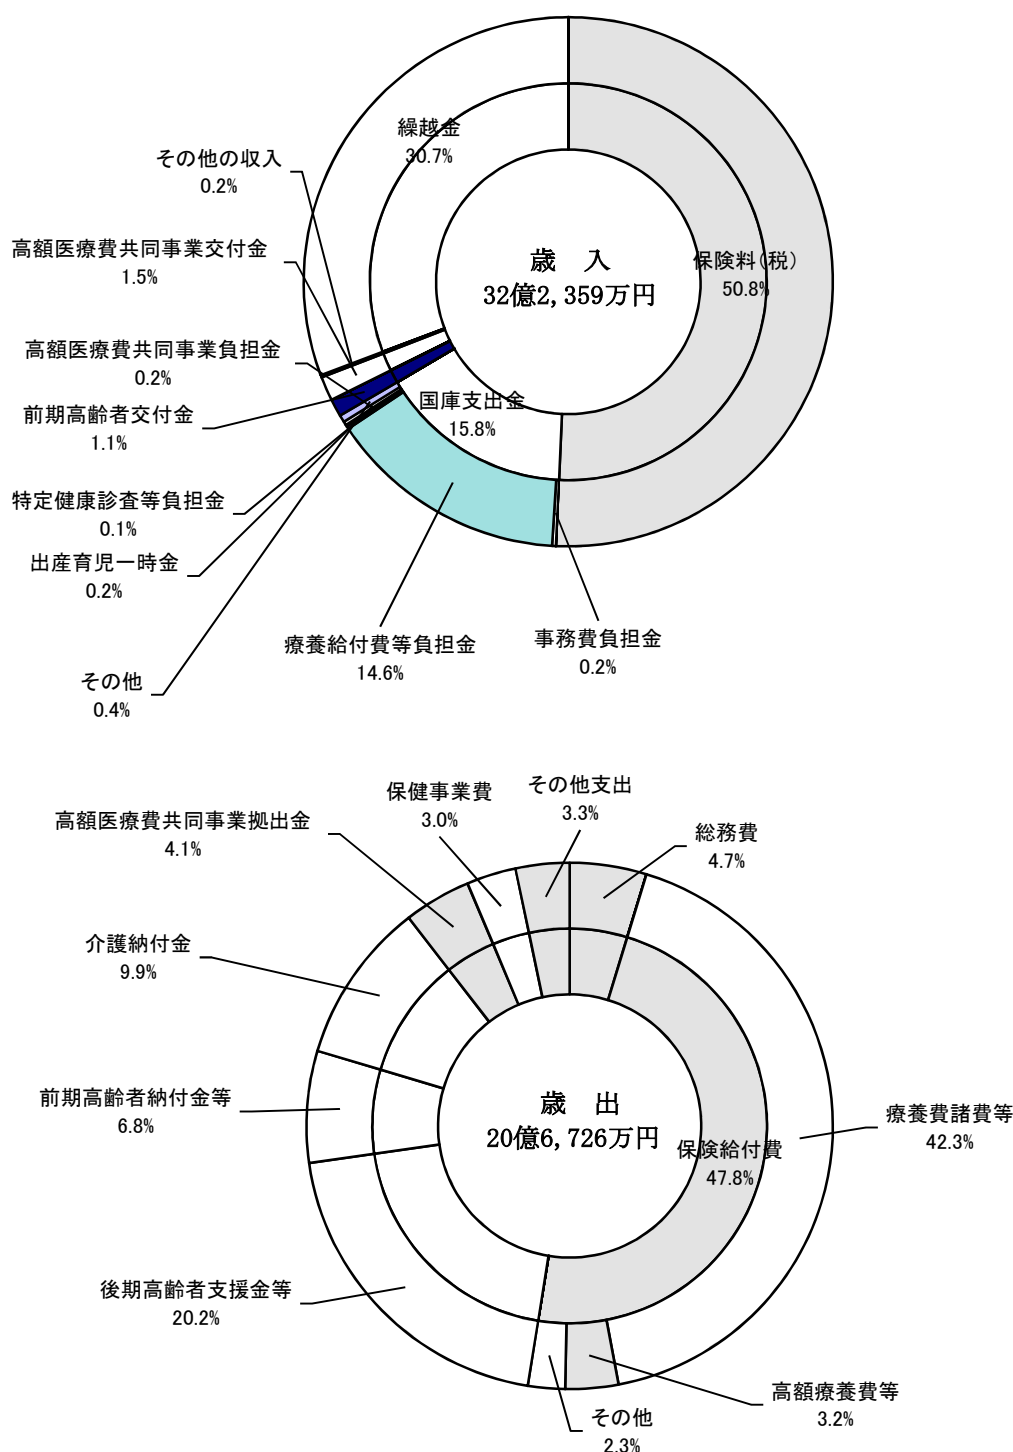 繰越金
30.7%
その他の収入
0.2%
高額医療費共同事業交付金
1.5%
歳　入
32億2,359万円
保険料(税)
50.8%
高額医療費共同事業負担金
0.2%
前期高齢者交付金
1.1%
国庫支出金
15.8%
特定健康診査等負担金
0.1%
出産育児一時金
0.2%
療養給付費等負担金
14.6%
事務費負担金
0.2%
その他
0.4%
保健事業費
3.0%
その他支出
3.3%
高額医療費共同事業拠出金
4.1%
総務費
4.7%
介護納付金
9.9%
前期高齢者納付金等
6.8%
歳　出
20億6,726万円
療養費諸費等
42.3%
保険給付費
47.8%
後期高齢者支援金等
20.2%
高額療養費等
3.2%
その他
2.3%